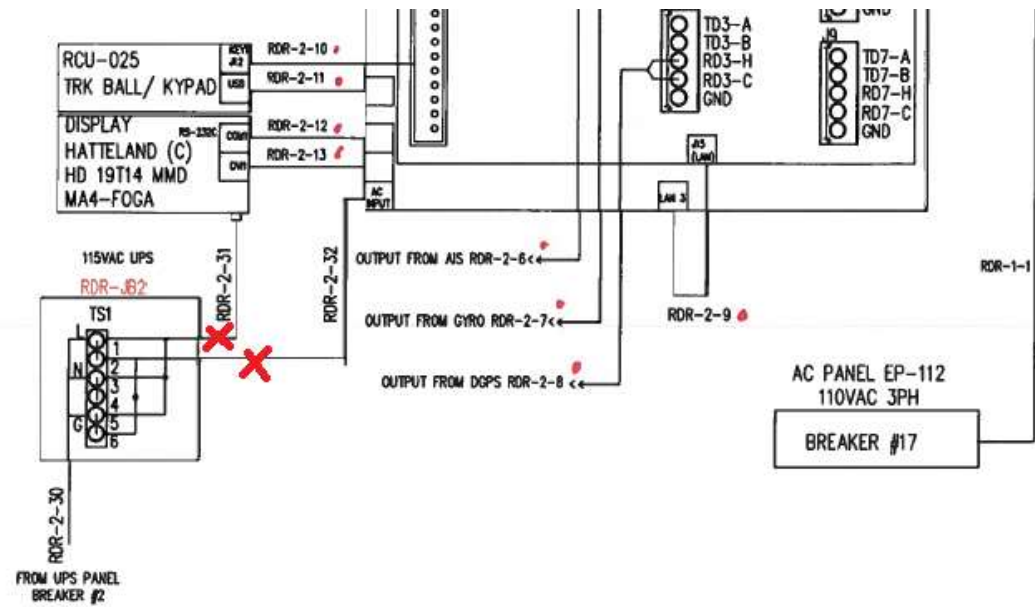 RCU-025
TRK BALL/ KYPAD
KEYB
J12
USB
RDR-2-10
RDR-2-11
DISPLAY
HATTELAND (C)
HD 19T14 MMD
MA4-FOGA
RS-232C
COM1
DVI1
RDR-2-12
RDR-2-13
AC
INPUT
TD3-A
TD3-B
RD3-H
RD3-C
GND
GND
J9
TD7-A
TD7-B
RD7-H
RD7-C
GND
J15
(LAN)
LAN 3
115VAC UPS
RDR-JB2
TS1
L
N
G
1
2
3
4
5
6
RDR-2-31
RDR-2-32
RDR-2-30
FROM UPS PANEL
BREAKER #2
OUTPUT FROM AIS RDR-2-6<<
OUTPUT FROM GYRO RDR-2-7<<
OUTPUT FROM DGPS RDR-2-8 <<
RDR-2-9
RDR-1-1
AC PANEL EP-112
110VAC 3PH
BREAKER #17